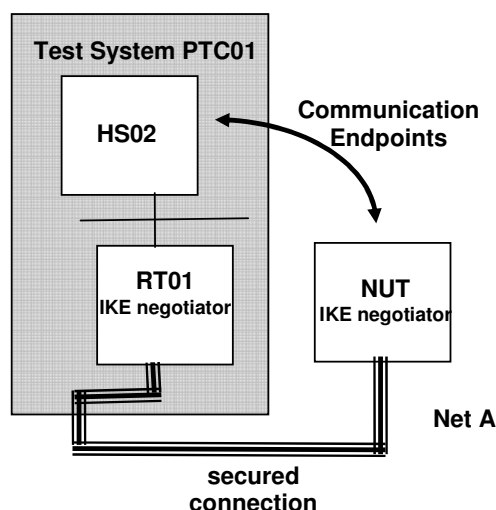 Test System PTC01
HS02
Communication
Endpoints
RT01
IKE negotiator
NUT
IKE negotiator
Net A
secured
connection